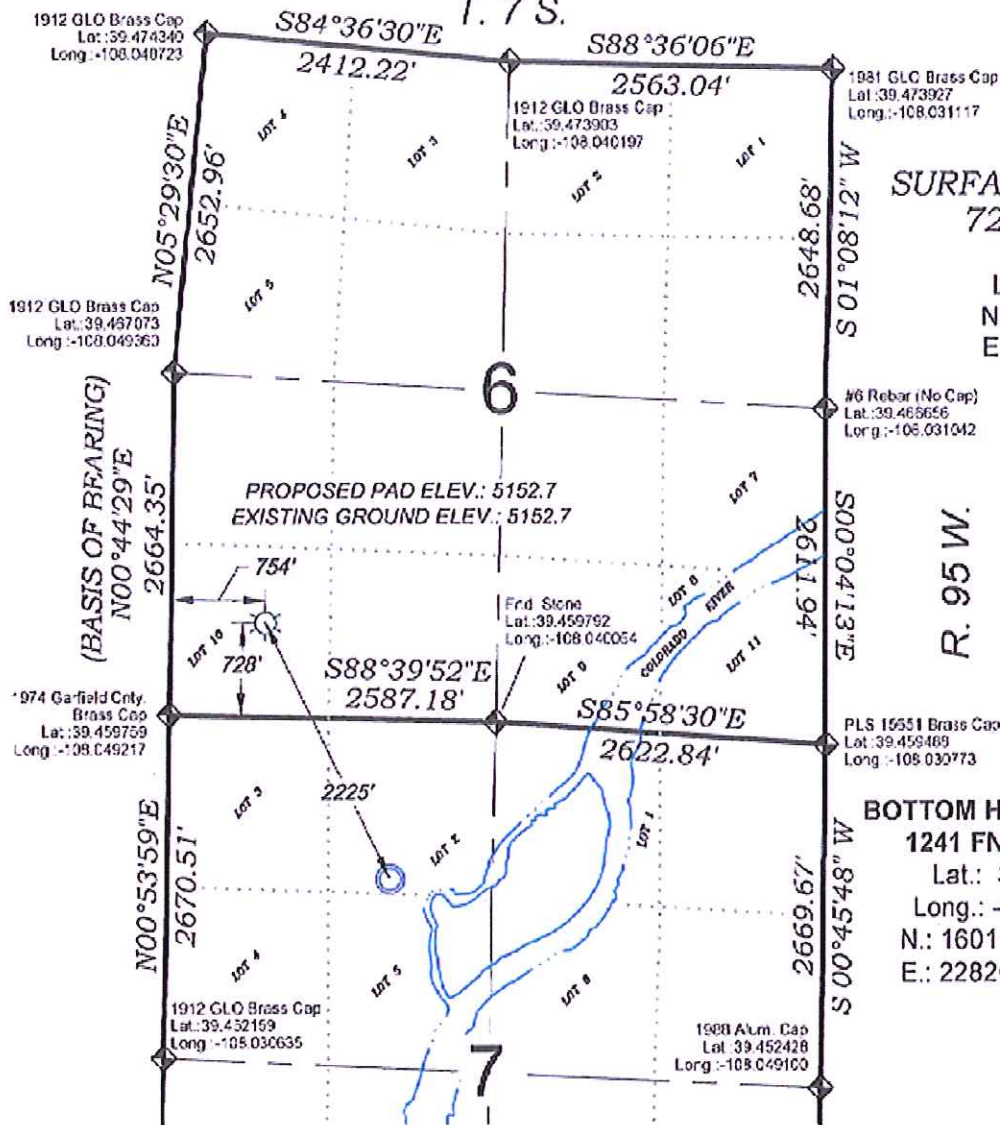 T. 7 S.
1912 GLO Brass Cap
Lat.:39.474340
Long.:-108.048723
S84°36'30"E
2412.22'
S88°36'06"E
2563.04'
1912 GLO Brass Cap
Lat.:39.473903
Long.:-108.040197
1981 GLO Brass Cap
Lat.:39.473927
Long.:-108.031117
LOT 4
LOT 3
LOT 2
LOT 1
N05°29'30"E
2652.96'
2648.68'
S 01°08'12" W
SURFA
72
L
N
E
LOT 5
1912 GLO Brass Cap
Lat.:39.467073
Long.:-108.049360
6
#6 Rebar (No Cap)
Lat.:39.466656
Long.:-108.031042
(BASIS OF BEARING)
N00°44'29"E
2664.35'
PROPOSED PAD ELEV.: 5152.7
EXISTING GROUND ELEV.: 5152.7
LOT 7
2611.94'
S00°04'13"E
R. 95 W.
754'
LOT 10
728'
Fnd. Stone
Lat.:39.459792
Long.:-108.040054
LOT 8
COLORADO RIVER
LOT 9
LOT 11
S88°39'52"E
2587.18'
S85°58'30"E
2622.84'
1974 Garfield Cnty.
Brass Cap
Lat.:39.459759
Long.:-108.049217
PLS 15651 Brass Cap
Lat.:39.459488
Long.:-108.030773
N00°53'59"E
2670.51'
LOT 3
2225'
LOT 2
LOT 1
2669.67'
S 00°45'48" W
BOTTOM H
1241 FN
Lat.:
Long.: -
N.: 1601
E.: 2282
LOT 4
LOT 5
LOT 6
1912 GLO Brass Cap
Lat.:39.452159
Long.:-108.030635
7
1988 Alum. Cap
Lat.:39.452428
Long.:-108.049100